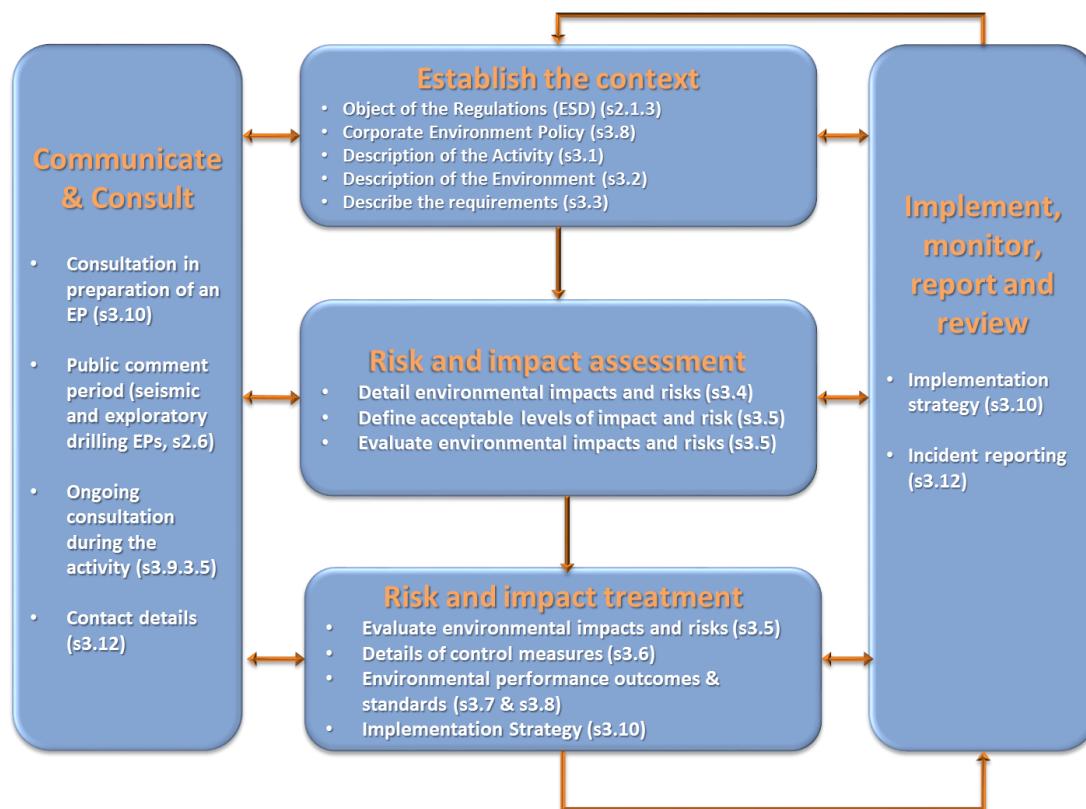 Communicate
& Consult
• Consultation in
preparation of an
EP (s3.10)
• Public comment
period (seismic
and exploratory
drilling EPs, s2.6)
• Ongoing
consultation
during the
activity (s3.9.3.5)
• Contact details
(s3.12)
Establish the context
• Object of the Regulations (ESD) (s2.1.3)
• Corporate Environment Policy (s3.8)
• Description of the Activity (s3.1)
• Description of the Environment (s3.2)
• Describe the requirements (s3.3)
Risk and impact assessment
• Detail environmental impacts and risks (s3.4)
• Define acceptable levels of impact and risk (s3.5)
• Evaluate environmental impacts and risks (s3.5)
Risk and impact treatment
• Evaluate environmental impacts and risks (s3.5)
• Details of control measures (s3.6)
• Environmental performance outcomes &
standards (s3.7 & s3.8)
• Implementation Strategy (s3.10)
Implement,
monitor,
report and
review
• Implementation
strategy (s3.10)
• Incident reporting
(s3.12)